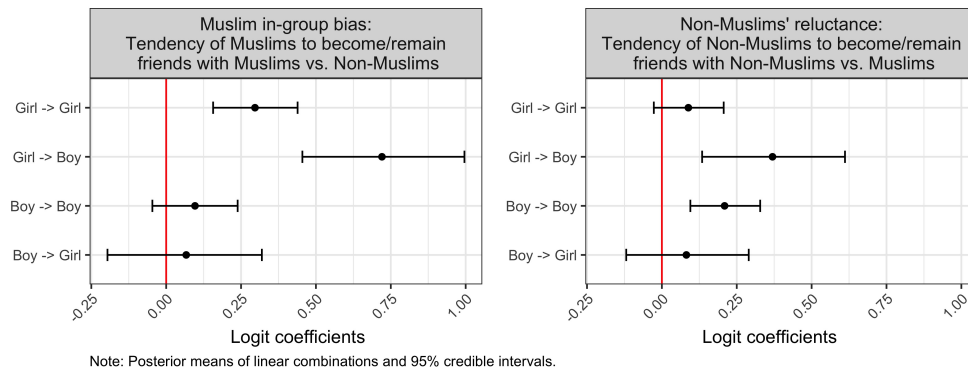 Muslim in-group bias:
Tendency of Muslims to become/remain
friends with Muslims vs. Non-Muslims
Girl -> Girl
Girl -> Boy
Boy -> Boy
Boy -> Girl
-0.25
0.00
0.25
0.50
0.75
1.00
Logit coefficients
Non-Muslims' reluctance:
Tendency of Non-Muslims to become/remain
friends with Non-Muslims vs. Muslims
Girl -> Girl
Girl -> Boy
Boy -> Boy
Boy -> Girl
-0.25
0.00
0.25
0.50
0.75
1.00
Logit coefficients
Note: Posterior means of linear combinations and 95% credible intervals.